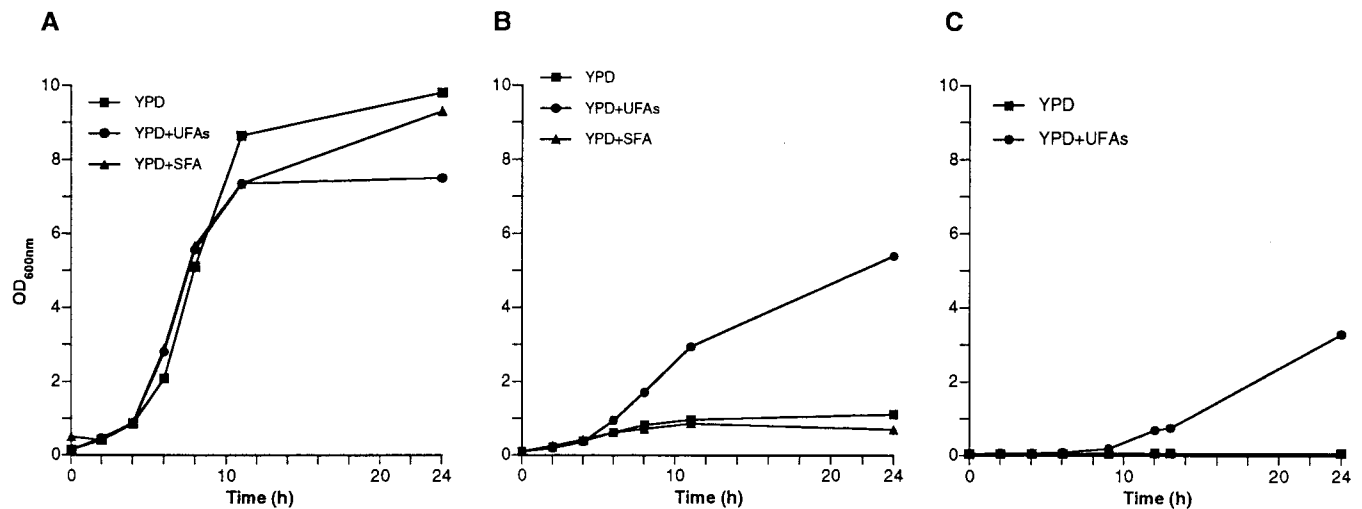 A
B
C
YPD
YPD+UFAs
YPD+SFA
YPD
YPD+UFAs
YPD+SFA
YPD
YPD+UFAs
10
8
6
4
2
0
10
8
6
4
2
0
10
8
6
4
2
0
OD600nm
0 10 20 24
0 10 20 24
0 10 20 24
Time (h)
Time (h)
Time (h)